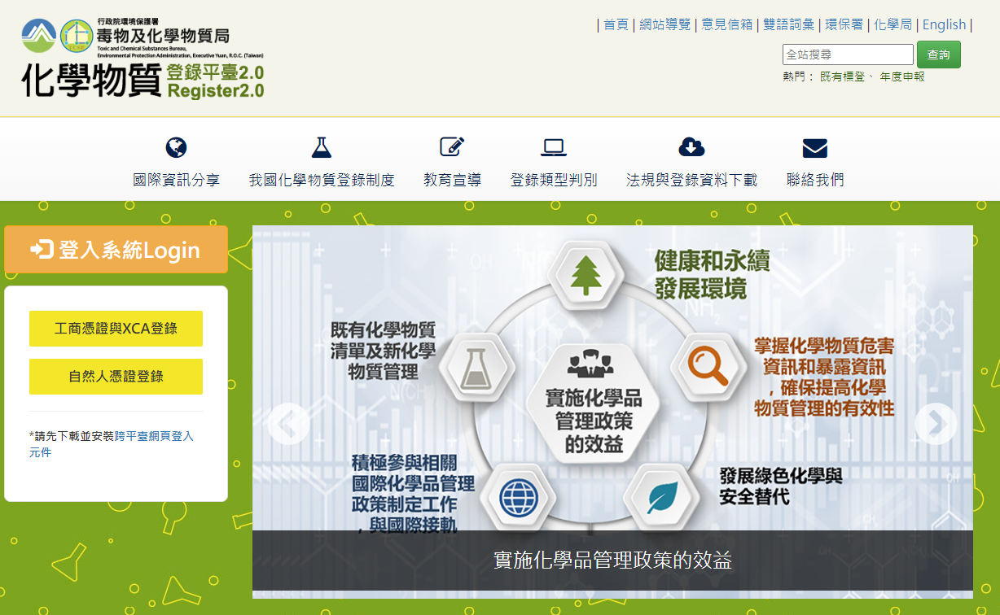 行政院環境保護署
毒物及化學物質局
Toxic and Chemical Substances Bureau,
Environmental Protection Administration, Executive Yuan, R.O.C. (Taiwan)
化學物質 登錄平臺2.0
Register2.0
| 首頁 | 網站導覽 | 意見信箱 | 雙語詞彙 | 環保署 | 化學局 | English |
全站搜尋 查詢
熱門： 既有標登、 年度申報
國際資訊分享 我國化學物質登錄制度 教育宣導 登錄類型判別 法規與登錄資料下載 聯絡我們
登入系統Login
工商憑證與XCA登錄
自然人憑證登錄
*請先下載並安裝跨平臺網頁登入
元件
健康和永續
發展環境
既有化學物質
清單及新化學
物質管理
掌握化學物質危害
資訊和暴露資訊
，確保提高化學
物質管理的有效性
實施化學品
管理政策
的效益
積極參與相關
國際化學品管理
政策制定工作
，與國際接軌
發展綠色化學與
安全替代
實施化學品管理政策的效益